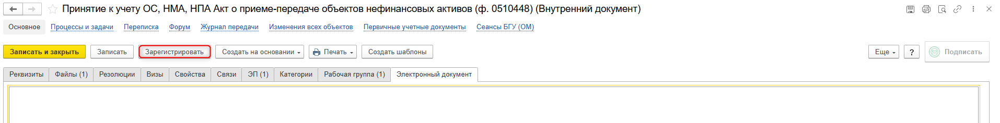 Принятие к учету ОС, НМА, НПА Акт о приеме-передаче объектов нефинансовых активов (ф. 0510448) (Внутренний документ)
Основное Процессы и задачи Переписка Форум Журнал передачи Изменения всех объектов Первичные учетные документы Сеансы БГУ (ОМ)
Записать и закрыть Записать Зарегистрировать Создать на основании Печать Создать шаблоны Еще ? Подписать
Реквизиты Файлы (1) Резолюции Визы Свойства Связи ЭП (1) Категории Рабочая группа (1) Электронный документ